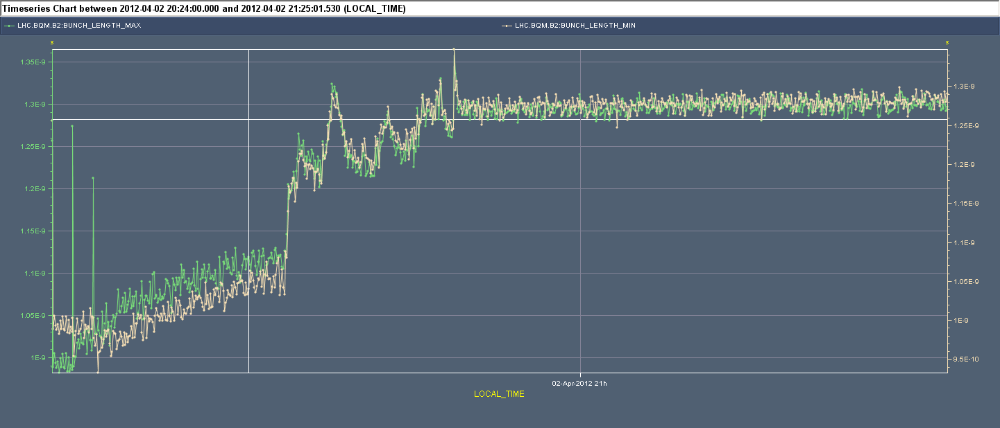 Timeseries Chart between 2012-04-02 20:24:00.000 and 2012-04-02 21:25:01.530 (LOCAL_TIME)
LHC.BQM.B2:BUNCH_LENGTH_MAX
LHC.BQM.B2:BUNCH_LENGTH_MIN
s
s
1.35E-9
1.3E-9
1.25E-9
1.2E-9
1.15E-9
1.1E-9
1.05E-9
1E-9
1.3E-9
1.25E-9
1.2E-9
1.15E-9
1.1E-9
1.05E-9
1E-9
9.5E-10
02-Apr-2012 21h
LOCAL_TIME